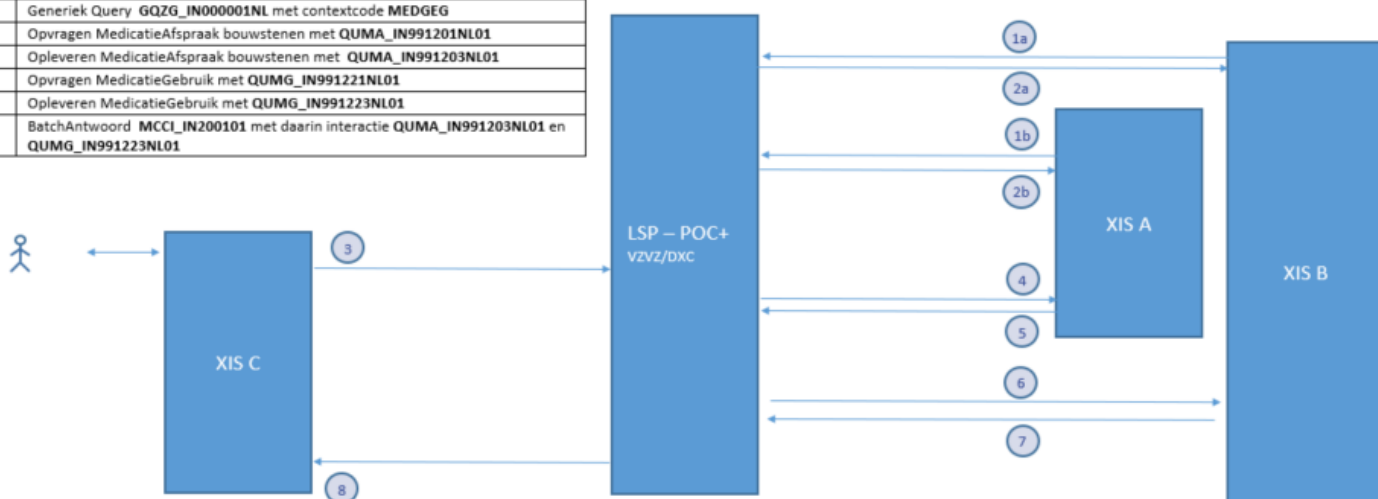 Generiek Query GQZG_IN000001NL met contextcode MEDGEG
Opvragen MedicatieAfspraak bouwstenen met QUMA_IN991201NL01
Opleveren MedicatieAfspraak bouwstenen met QUMA_IN991203NL01
Opvragen MedicatieGebruik met QUMG_IN991221NL01
Opleveren MedicatieGebruik met QUMG_IN991223NL01
BatchAntwoord MCCI_IN200101 met daarin interactie QUMA_IN991203NL01 en
QUMG_IN991223NL01
1a
2a
1b
2b
XIS A
LSP – POC+
VZVZ/DXC
3
XIS B
4
5
XIS C
6
7
8